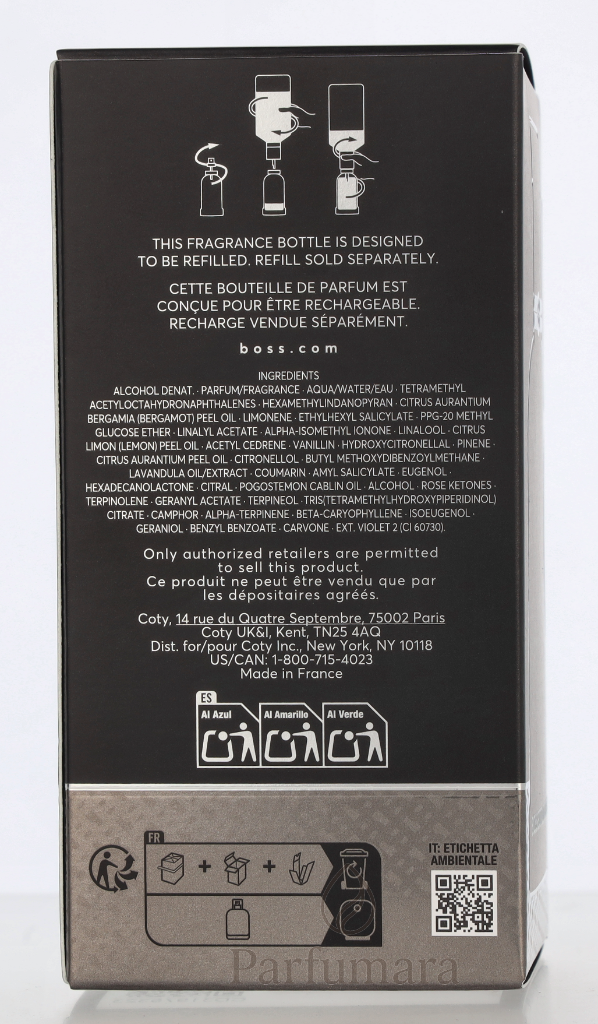 THIS FRAGRANCE BOTTLE IS DESIGNED
TO BE REFILLED. REFILL SOLD SEPARATELY.
CETTE BOUTEILLE DE PARFUM EST
CONÇUE POUR ÊTRE RECHARGEABLE.
RECHARGE VENDUE SÉPARÉMENT.
boss.com
INGREDIENTS
ALCOHOL DENAT. · PARFUM/FRAGRANCE · AQUA/WATER/EAU · TETRAMETHYL
ACETYLOCTAHYDRONAPHTHALENES · HEXAMETHYLINDANOPYRAN · CITRUS AURANTIUM
BERGAMIA (BERGAMOT) PEEL OIL · LIMONENE · ETHYLHEXYL SALICYLATE · PPG-20 METHYL
GLUCOSE ETHER · LINALYL ACETATE · ALPHA-ISOMETHYL IONONE · LINALOOL · CITRUS
LIMON (LEMON) PEEL OIL · ACETYL CEDRENE · VANILLIN · HYDROXYCITRONELLAL · PINENE ·
CITRUS AURANTIUM PEEL OIL · CITRONELLOL · BUTYL METHOXYDIBENZOYLMETHANE ·
LAVANDULA OIL/EXTRACT · COUMARIN · AMYL SALICYLATE · EUGENOL ·
HEXADECANOLACTONE · CITRAL · POGOSTEMON CABLIN OIL · ALCOHOL · ROSE KETONES ·
TERPINOLENE · GERANYL ACETATE · TERPINEOL · TRIS(TETRAMETHYLHYDROXYPIPERIDINOL)
CITRATE · CAMPHOR · ALPHA-TERPINENE · BETA-CARYOPHYLLENE · ISOEUGENOL ·
GERANIOL · BENZYL BENZOATE · CARVONE · EXT. VIOLET 2 (CI 60730).
Only authorized retailers are permitted
to sell this product.
Ce produit ne peut être vendu que par
les dépositaires agréés.
Coty, 14 rue du Quatre Septembre, 75002 Paris
Coty UK&I, Kent, TN25 4AQ
Dist. for/pour Coty Inc., New York, NY 10118
US/CAN: 1-800-715-4023
Made in France
ES
Al Azul Al Amarillo Al Verde
FR
+ +
IT: ETICHETTA
AMBIENTALE
Parfumara